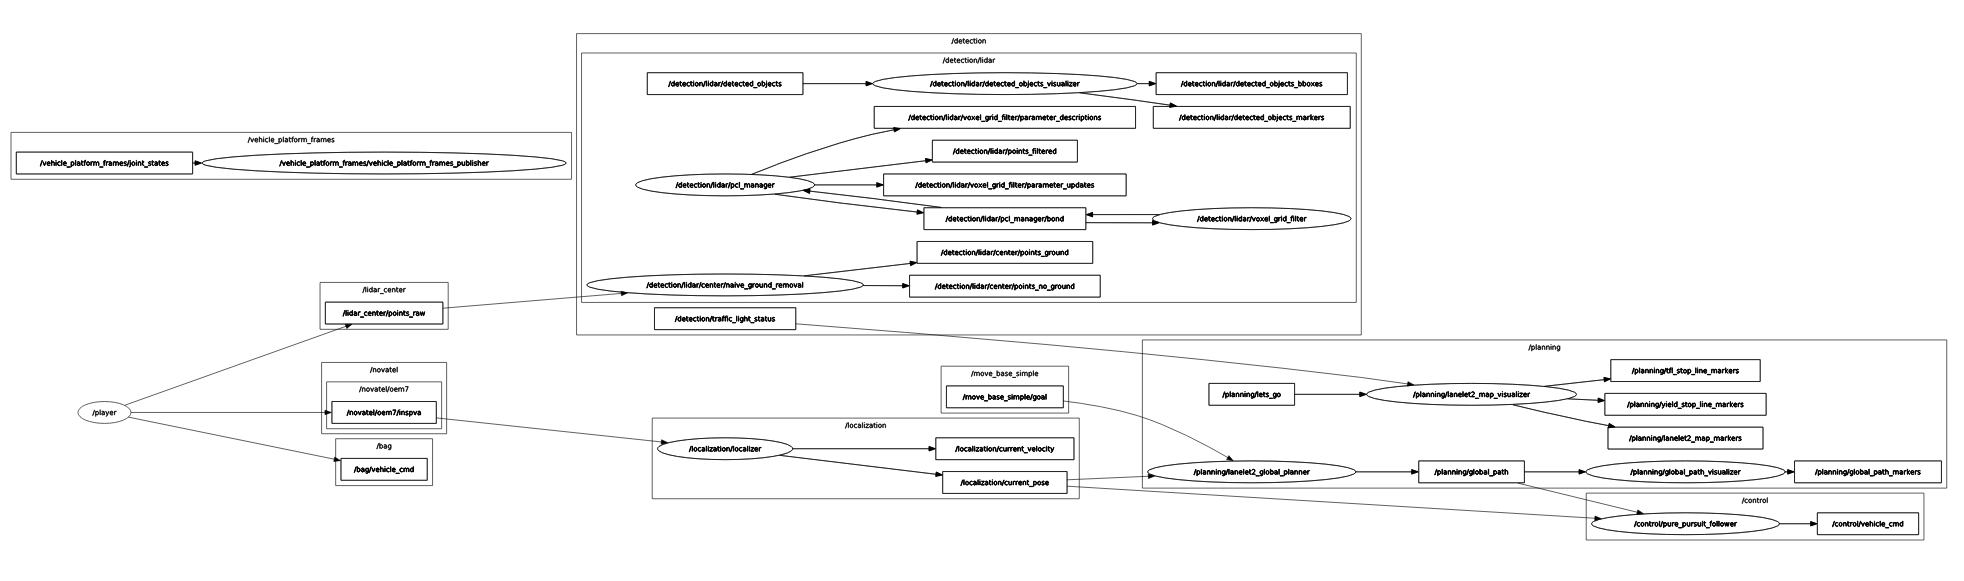 /detection
/detection/lidar
/detection/lidar/detected_objects
/detection/lidar/detected_objects_visualizer
/detection/lidar/detected_objects_bboxes
/detection/lidar/detected_objects_markers
/detection/lidar/voxel_grid_filter/parameter_descriptions
/vehicle_platform_frames
/vehicle_platform_frames/joint_states
/vehicle_platform_frames/vehicle_platform_frames_publisher
/detection/lidar/points_filtered
/detection/lidar/pcl_manager
/detection/lidar/voxel_grid_filter/parameter_updates
/detection/lidar/pcl_manager/bond
/detection/lidar/voxel_grid_filter
/detection/lidar/center/points_ground
/detection/lidar/center/naive_ground_removal
/detection/lidar/center/points_no_ground
/lidar_center
/lidar_center/points_raw
/detection/traffic_light_status
/planning
/novatel
/novatel/oem7
/novatel/oem7/inspva
/player
/move_base_simple
/move_base_simple/goal
/planning/lets_go
/planning/lanelet2_map_visualizer
/planning/tfl_stop_line_markers
/planning/yield_stop_line_markers
/planning/lanelet2_map_markers
/localization
/localization/localizer
/localization/current_velocity
/localization/current_pose
/bag
/bag/vehicle_cmd
/planning/lanelet2_global_planner
/planning/global_path
/planning/global_path_visualizer
/planning/global_path_markers
/control
/control/pure_pursuit_follower
/control/vehicle_cmd